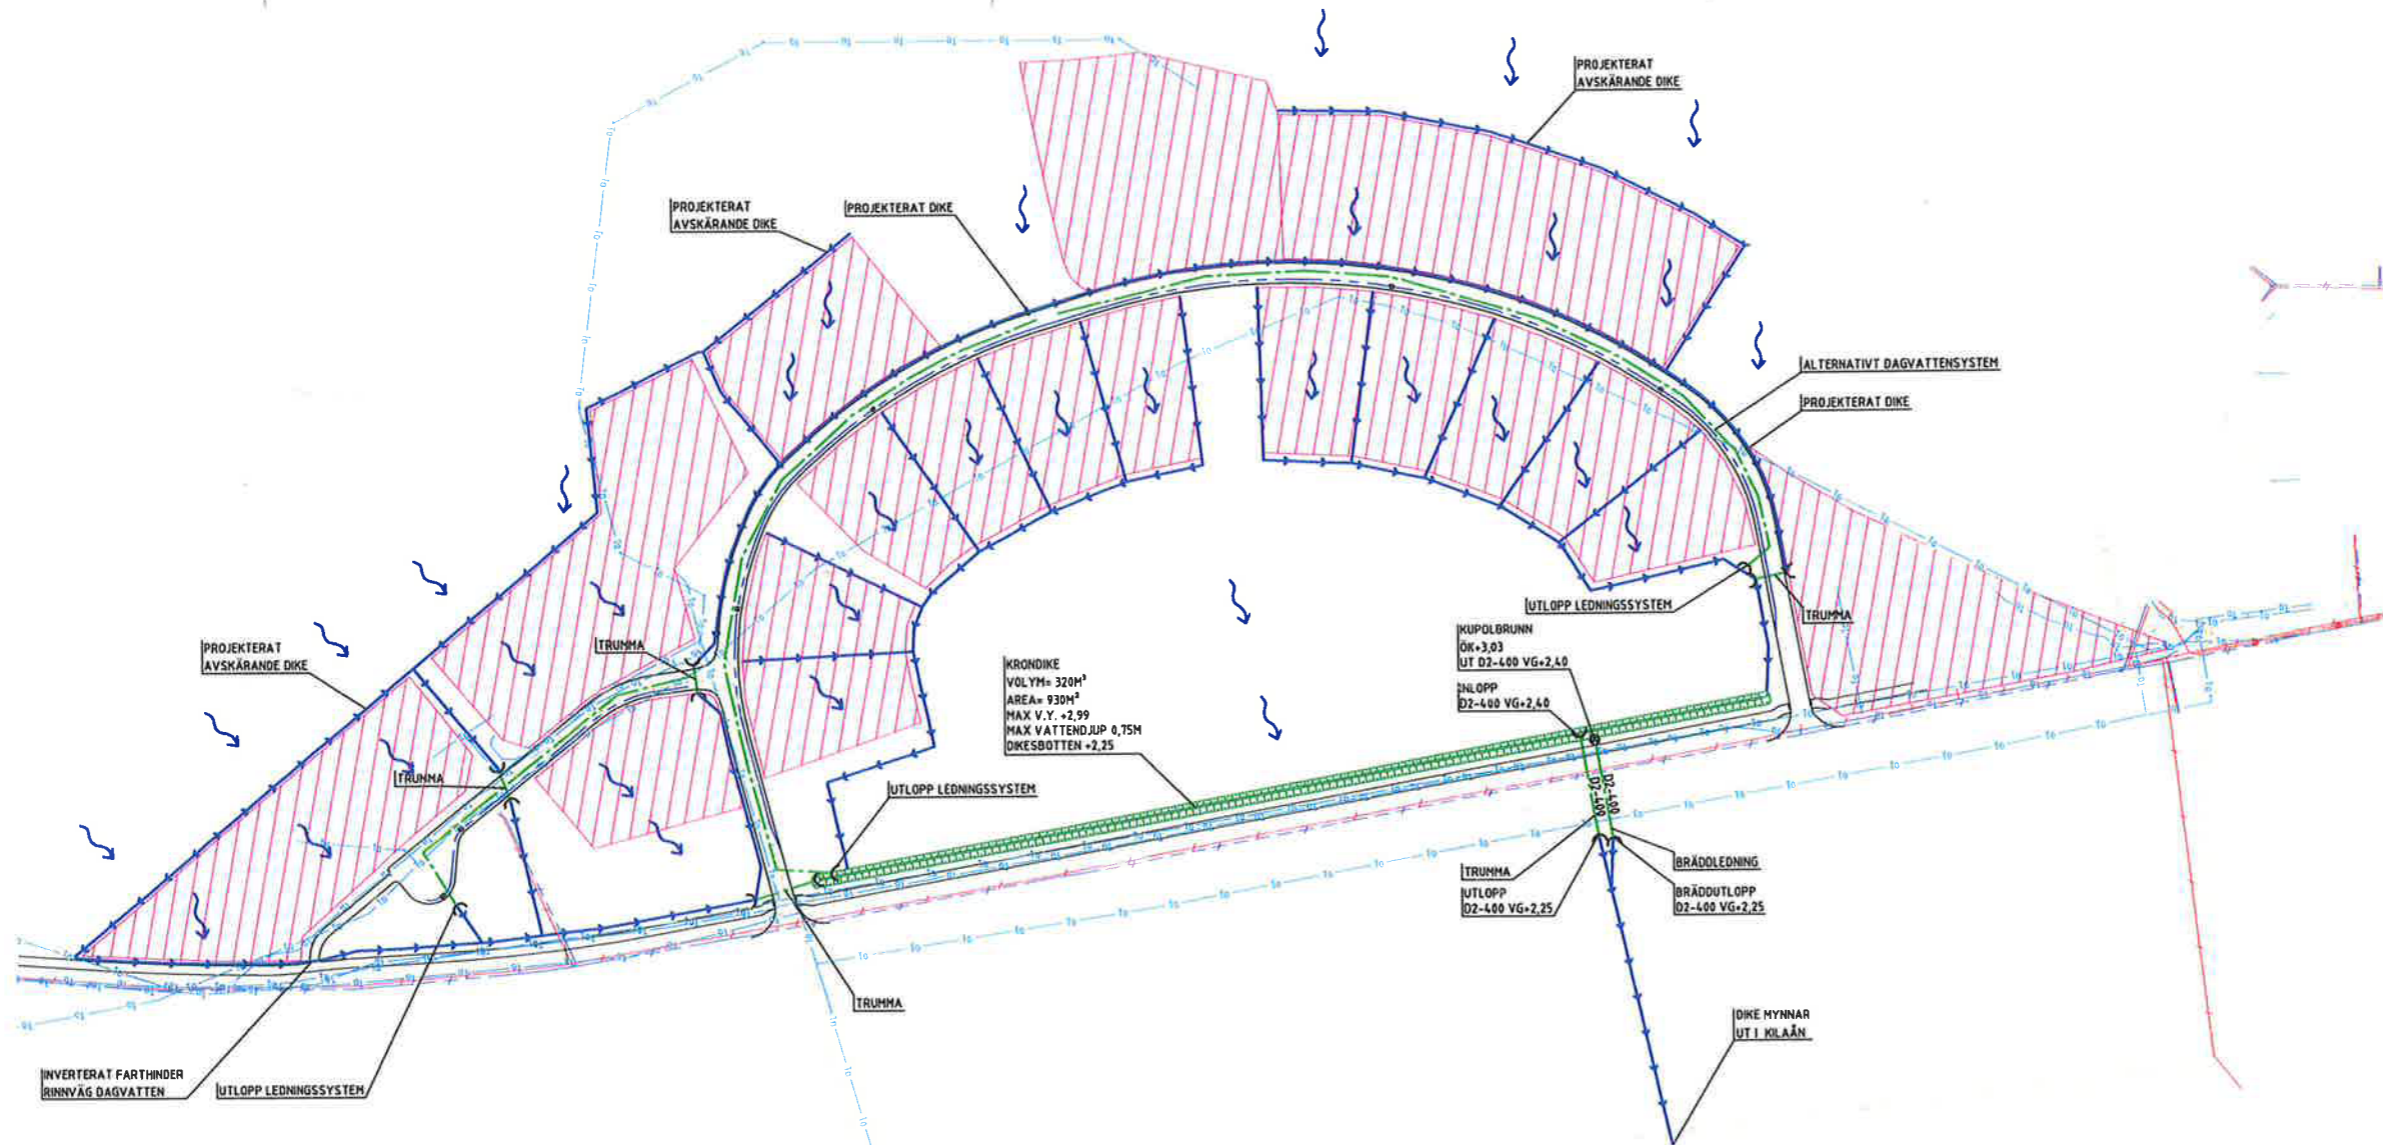 PROJEKTERAT
AVSKÄRANDE DIKE
PROJEKTERAT
AVSKÄRANDE DIKE
PROJEKTERAT DIKE
ALTERNATIVT DAGVATTENSYSTEM
PROJEKTERAT DIKE
UTLOPP LEDNINGSSYSTEM
TRUMMA
PROJEKTERAT
AVSKÄRANDE DIKE
TRUMMA
TRUMMA
KRONDIKE
VOLYM= 320M³
AREA= 930M²
MAX V.Y. +2,99
MAX VATTENDJUP 0,75M
DIKESBOTTEN +2,25
KUPOLBRUNN
ÖK+3,03
UT D2-400 VG+2,40
INLOPP
D2-400 VG+2,40
UTLOPP LEDNINGSSYSTEM
D2-400
D2-400
TRUMMA
UTLOPP
D2-400 VG+2,25
BRÄDDLEDNING
BRÄDDUTLOPP
D2-400 VG+2,25
TRUMMA
DIKE MYNNAR
UT I KILAÅN
INVERTERAT FARTHINDER
RINNVÄG DAGVATTEN
UTLOPP LEDNINGSSYSTEM